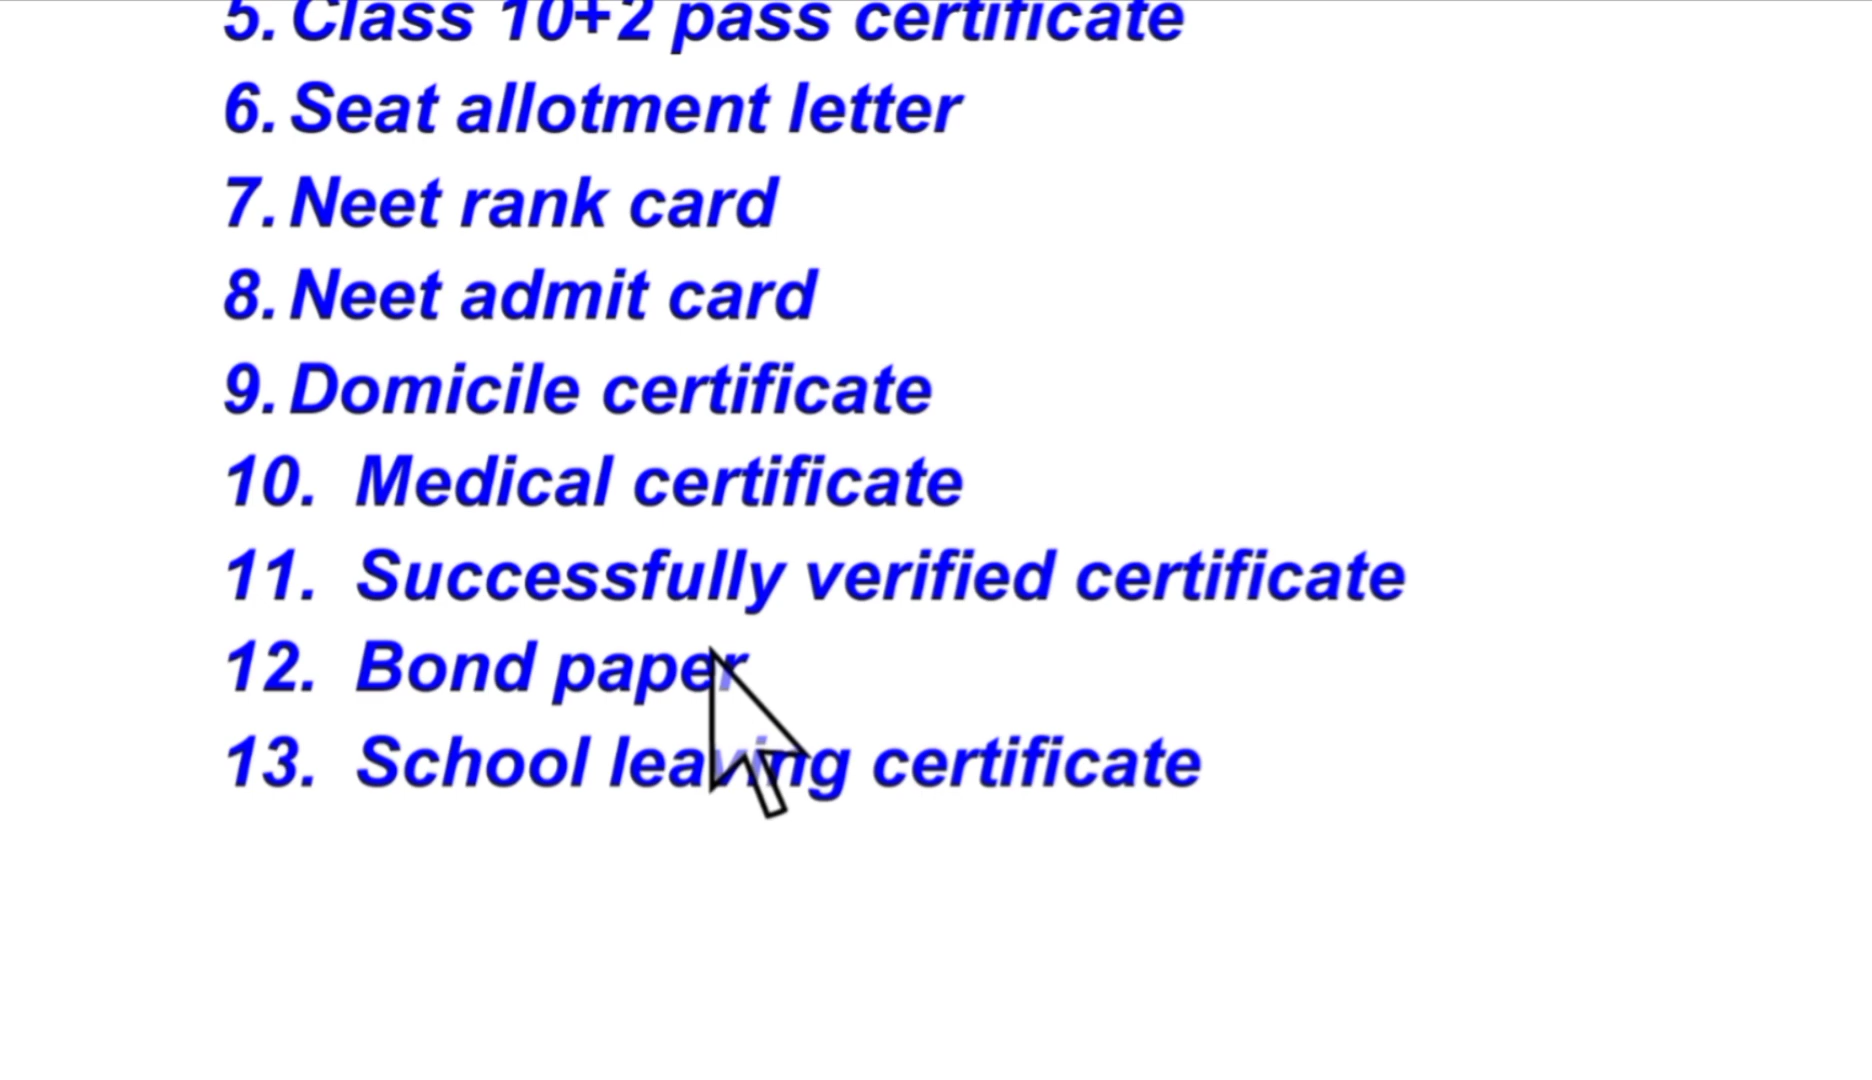 5. Class 10+2 pass certificate
6. Seat allotment letter
7. Neet rank card
8. Neet admit card
9. Domicile certificate
10. Medical certificate
11. Successfully verified certificate
12. Bond paper
13. School leaving certificate